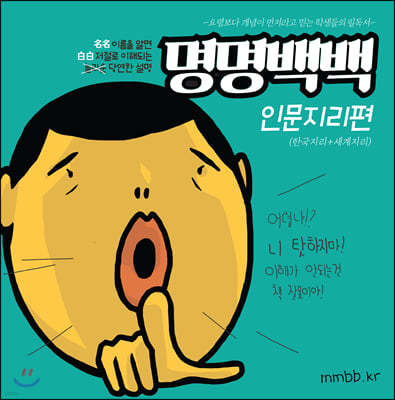 -요령보다 개념이 먼저라고 믿는 학생들의 필독서-
名名 이름을 알면
白白 저절로 이해되는
당연한 설명
명명백백
인문지리편
(한국지리+세계지리)
니 탓하지마!
이해가 안되는건
책 잘못이야!
mmbb.kr